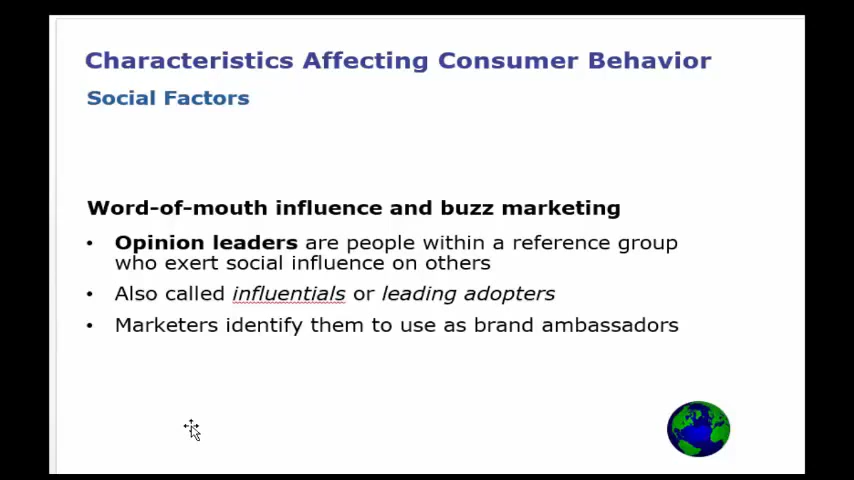 Characteristics Affecting Consumer Behavior
Social Factors
Word-of-mouth influence and buzz marketing
• Opinion leaders are people within a reference group
who exert social influence on others
• Also called influentials or leading adopters
• Marketers identify them to use as brand ambassadors